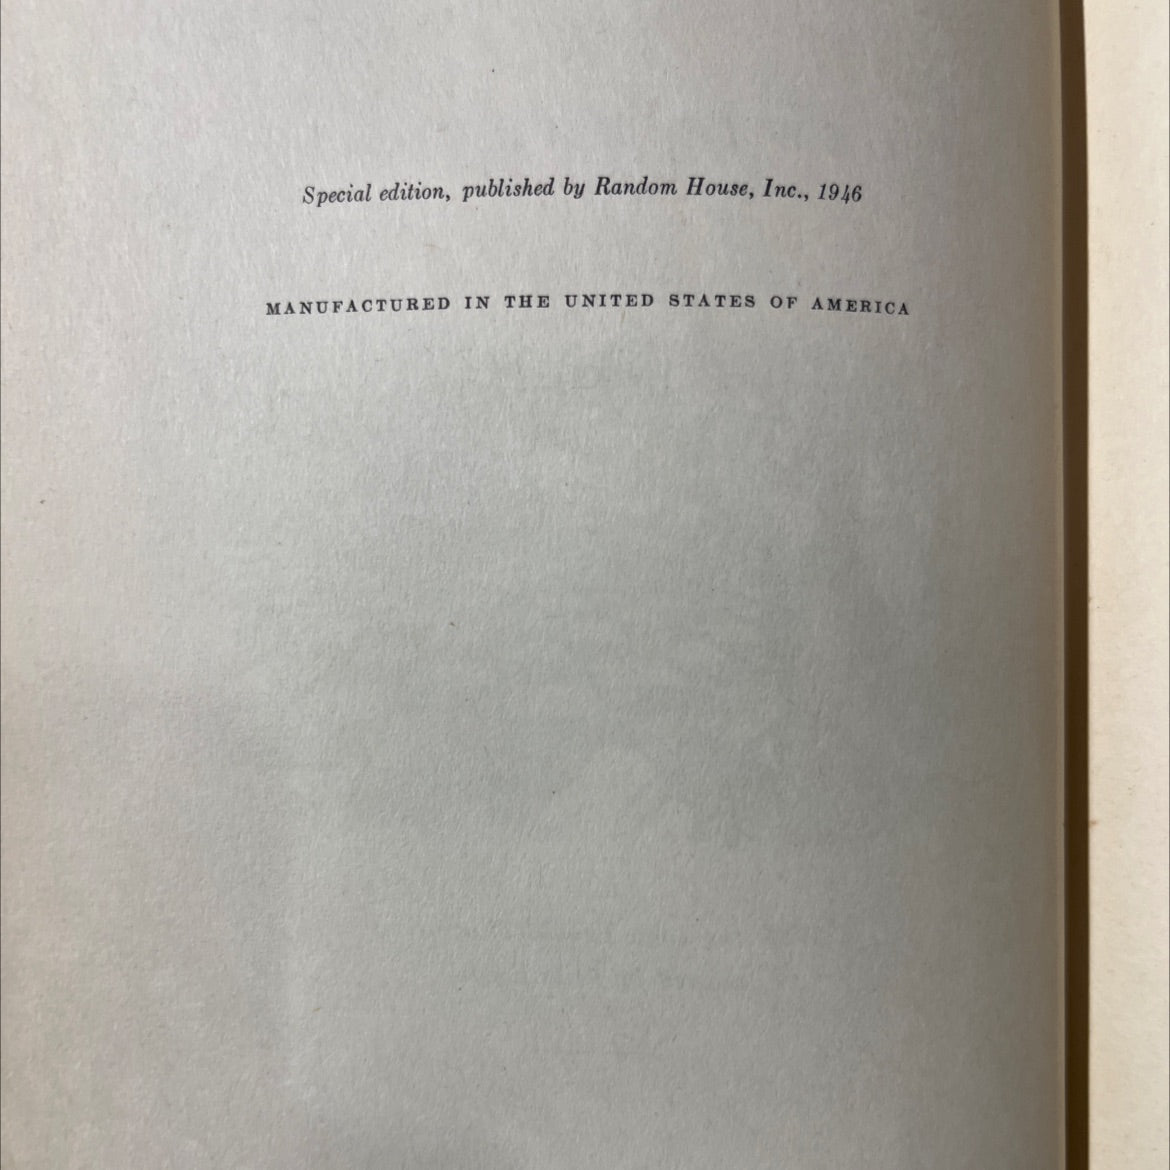 Special edition, published by Random House, Inc., 1946
MANUFACTURED IN THE UNITED STATES OF AMERICA